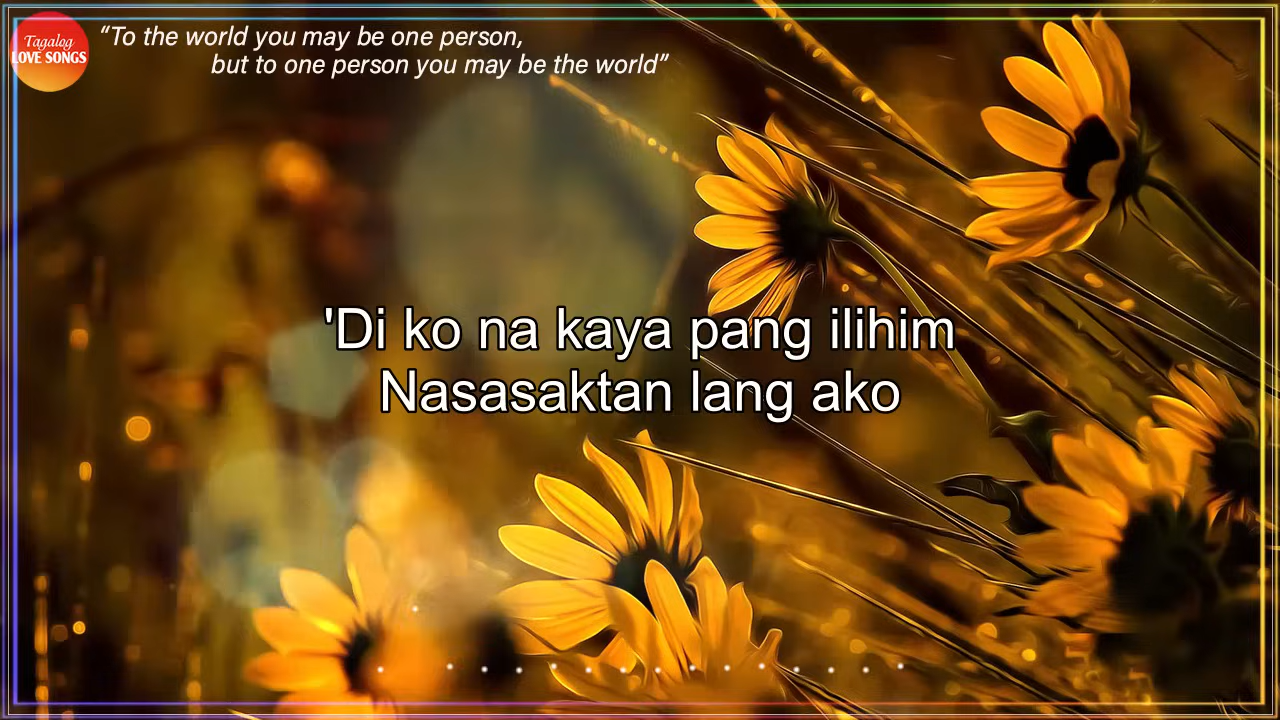 Tagalog
LOVE SONGS
“To the world you may be one person,
but to one person you may be the world”
'Di ko na kaya pang ilihim
Nasasaktan lang ako